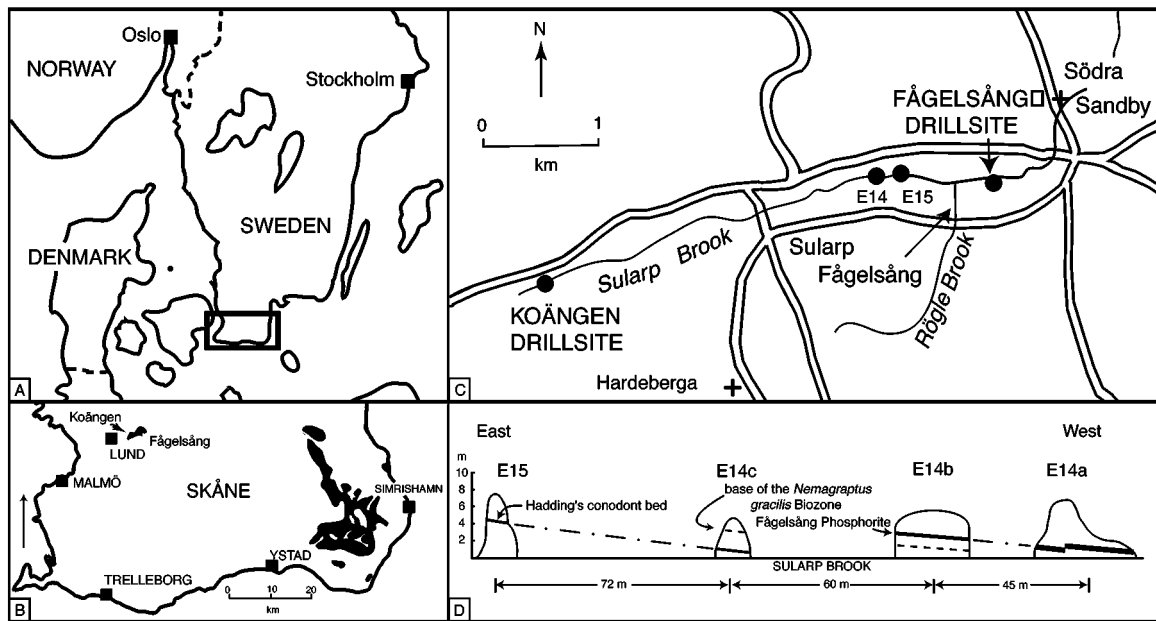 Oslo
NORWAY
Stockholm
SWEDEN
DENMARK
A
Koängen
Fågelsång
LUND
MALMÖ
SKÅNE
SIMRISHAMN
YSTAD
TRELLEBORG
0 10 20
km
B
N
0 1
km
Södra
Sandby
FÅGELSÅNG
DRILLSITE
E14 E15
Sularp Brook
Sularp
Fågelsång
Rögle Brook
KOÄNGEN
DRILLSITE
Hardeberga
C
East West
m
10
8
6
4
2
E15 E14c E14b E14a
Hadding's conodont bed
base of the Nemagraptus
gracilis Biozone
Fågelsång Phosphorite
SULARP BROOK
72 m 60 m 45 m
D